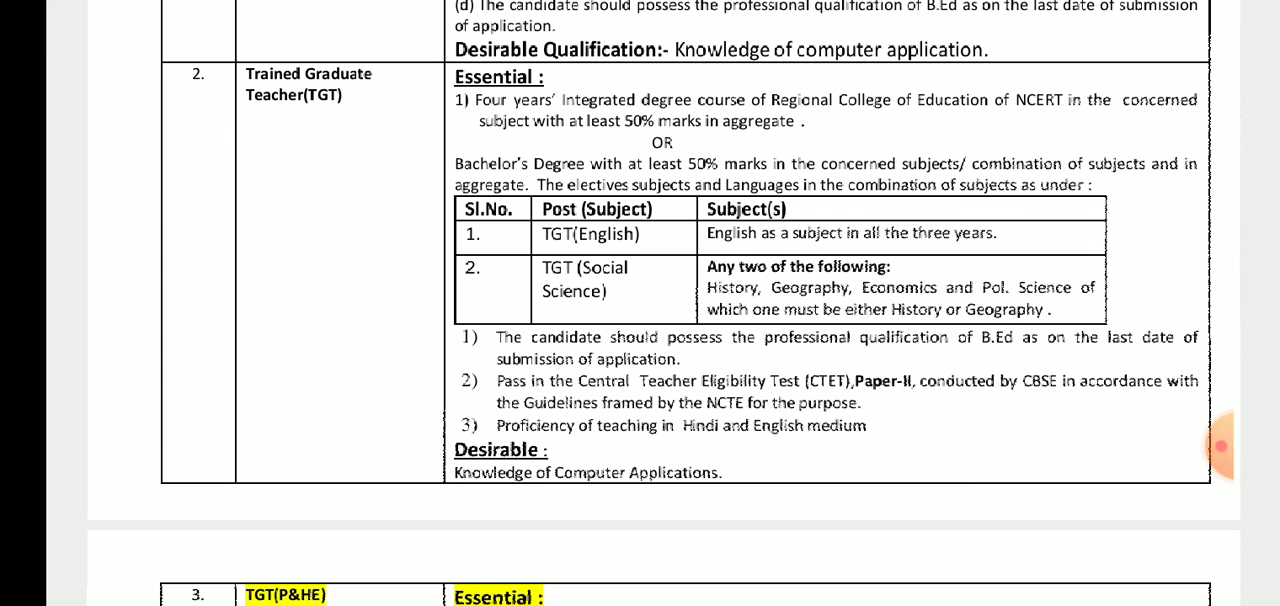 (d) The candidate should possess the professional qualification of B.Ed as on the last date of submission
of application.
Desirable Qualification:- Knowledge of computer application.
2. Trained Graduate Teacher(TGT)
Essential :
1) Four years' Integrated degree course of Regional College of Education of NCERT in the concerned
subject with at least 50% marks in aggregate .
OR
Bachelor's Degree with at least 50% marks in the concerned subjects/ combination of subjects and in
aggregate. The electives subjects and Languages in the combination of subjects as under :
Sl.No. Post (Subject) Subject(s)
1. TGT(English) English as a subject in all the three years.
2. TGT (Social Science) Any two of the following:
History, Geography, Economics and Pol. Science of
which one must be either History or Geography .
1) The candidate should possess the professional qualification of B.Ed as on the last date of
submission of application.
2) Pass in the Central Teacher Eligibility Test (CTET),Paper-II, conducted by CBSE in accordance with
the Guidelines framed by the NCTE for the purpose.
3) Proficiency of teaching in Hindi and English medium
Desirable :
Knowledge of Computer Applications.
3. TGT(P&HE) Essential :